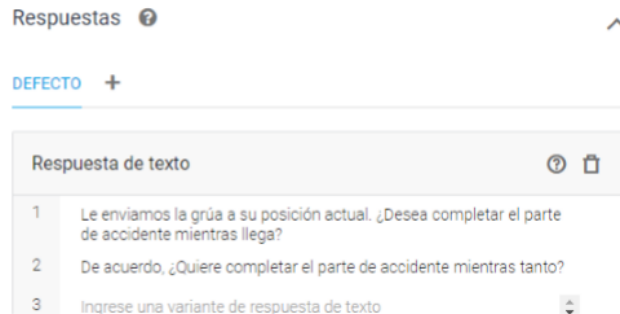 Respuestas
DEFECTO +
Respuesta de texto
1 Le enviamos la grúa a su posición actual. ¿Desea completar el parte
de accidente mientras llega?
2 De acuerdo, ¿Quiere completar el parte de accidente mientras tanto?
3 Ingrese una variante de respuesta de texto